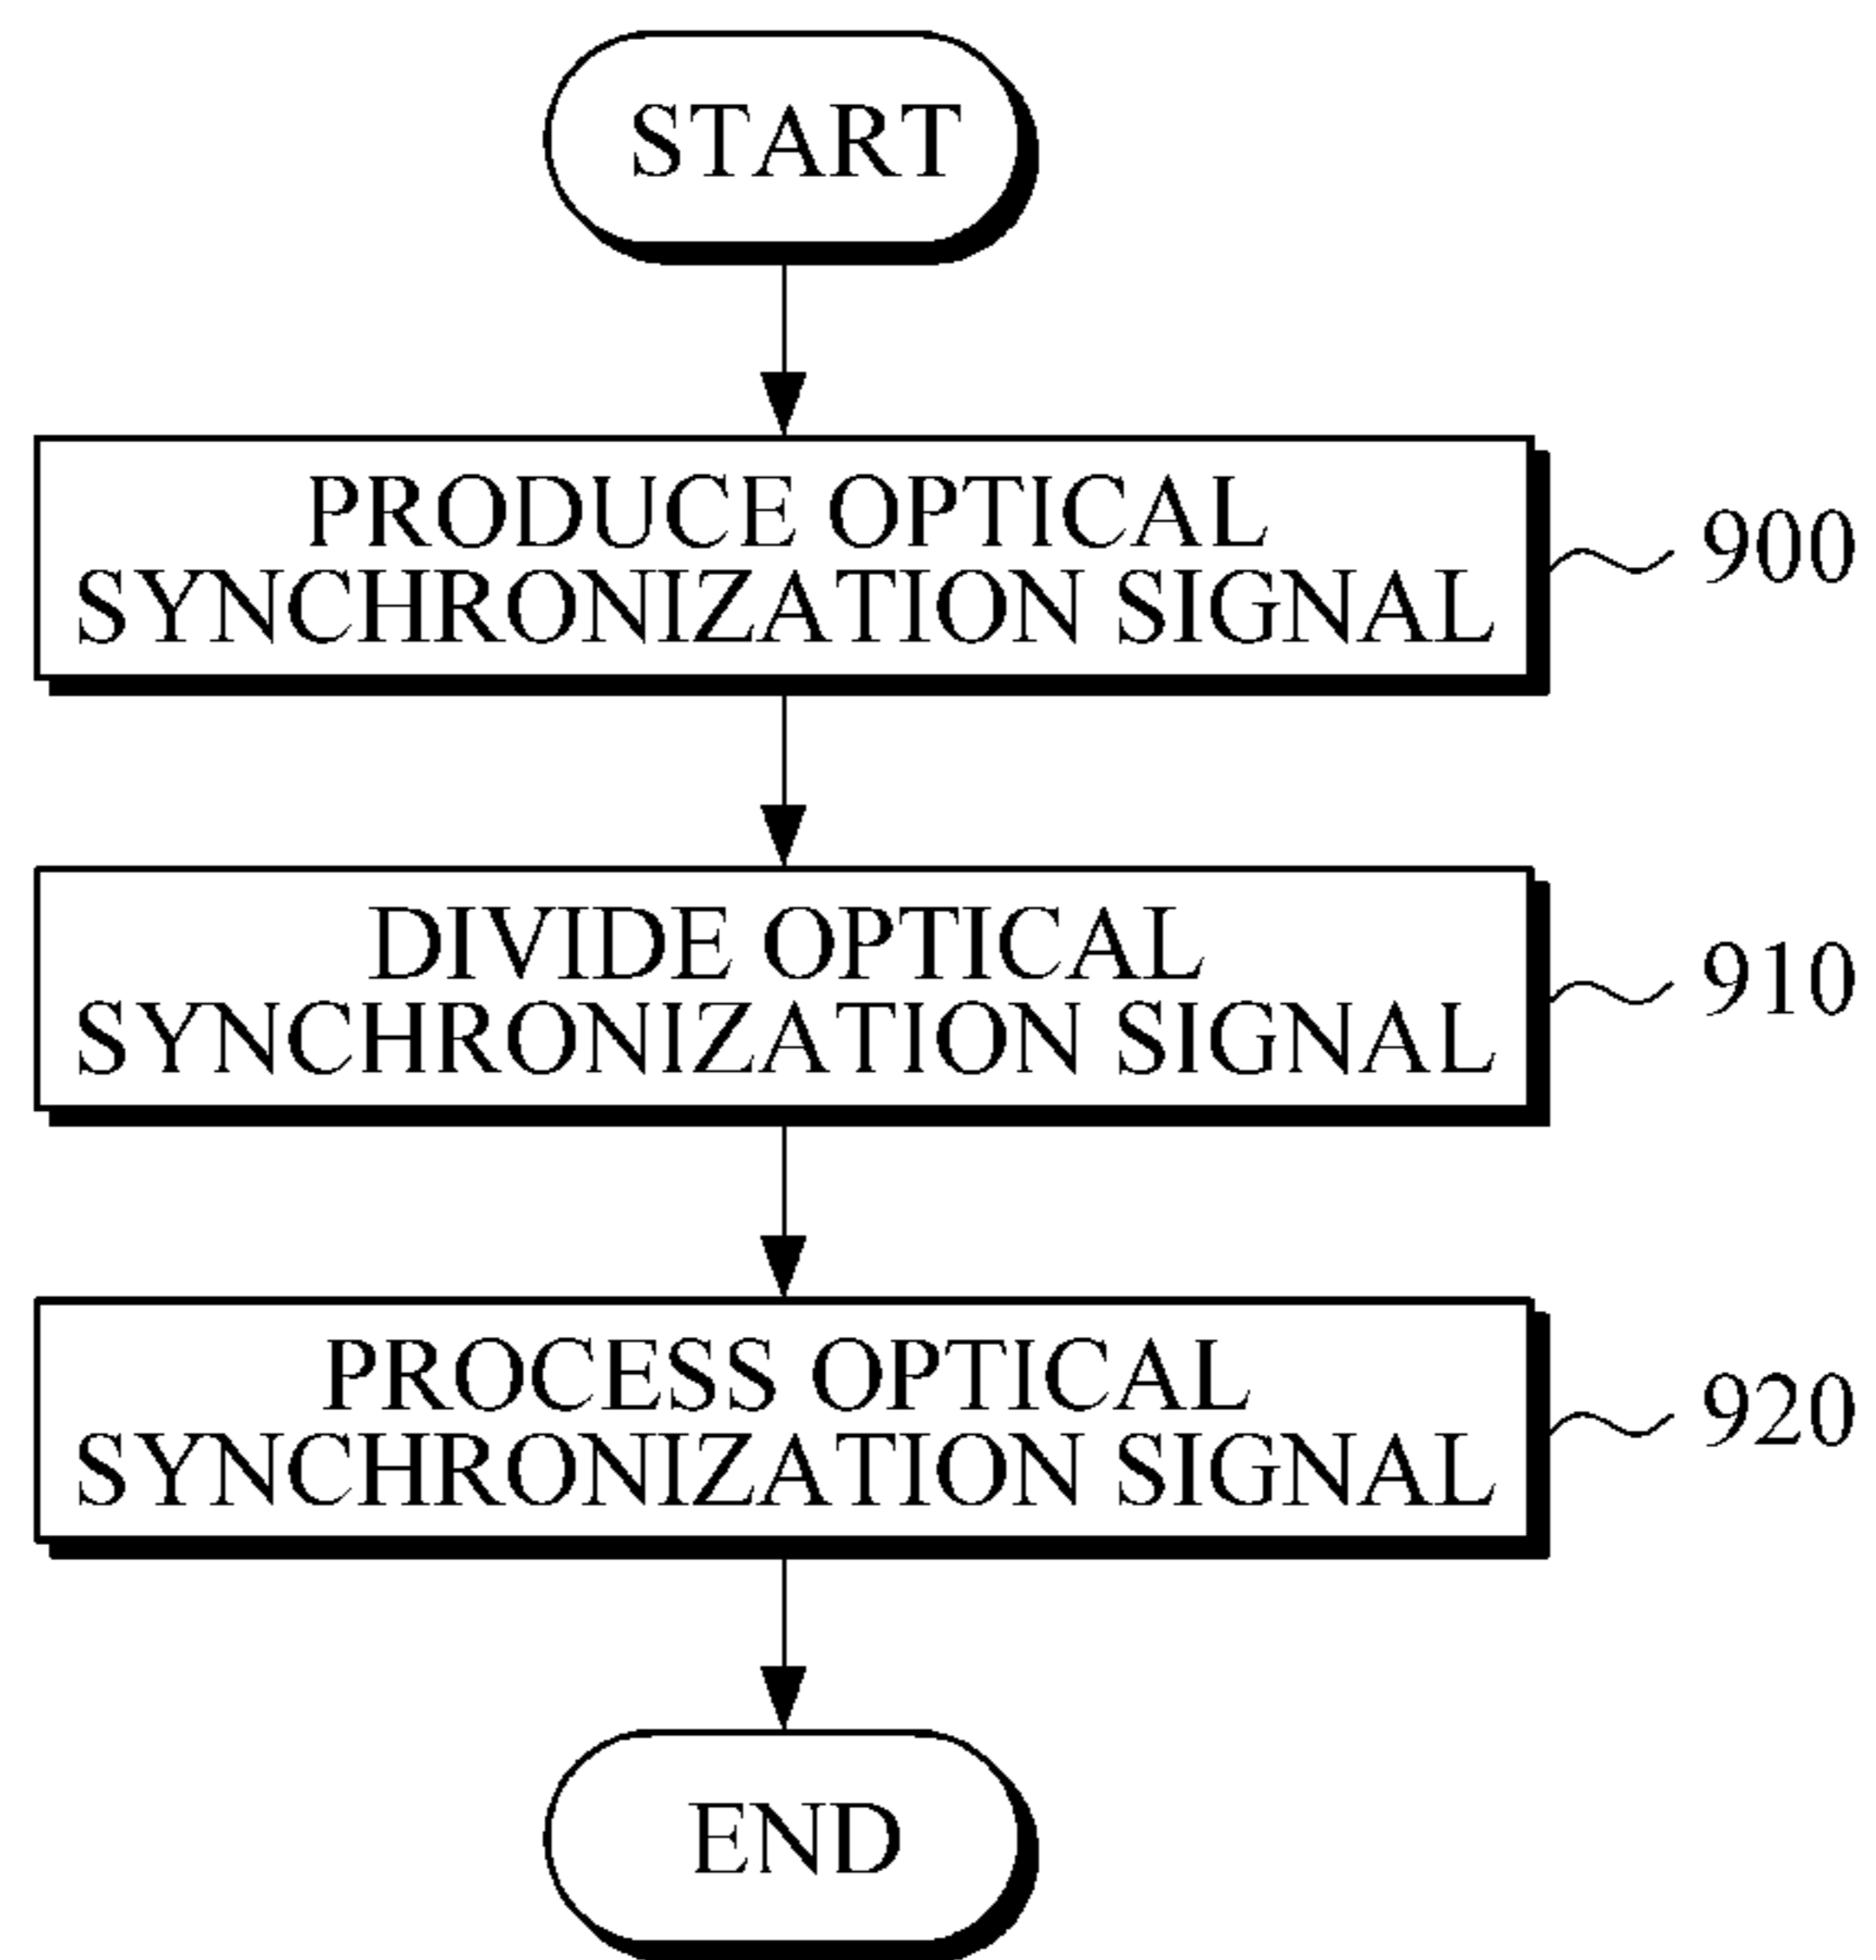 START
PRODUCE OPTICAL
SYNCHRONIZATION SIGNAL
900
DIVIDE OPTICAL
SYNCHRONIZATION SIGNAL
910
PROCESS OPTICAL
SYNCHRONIZATION SIGNAL
920
END